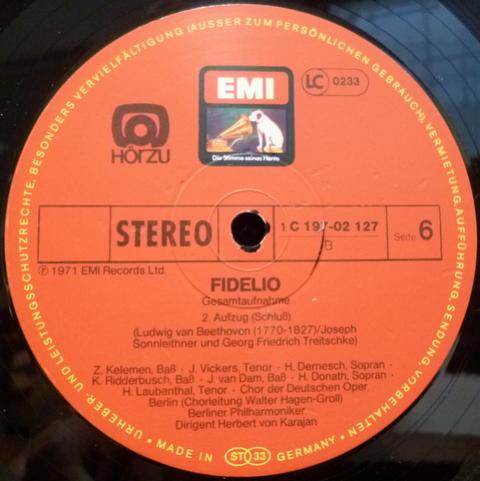 URHEBER- UND LEISTUNGSSCHUTZRECHTE, BESONDERS VERVIELFÄLTIGUNG (AUSSER ZUM PERSÖNLICHEN GEBRAUCH), VERMIETUNG, AUFFÜHRUNG, SENDUNG, VORBEHALTEN
EMI
LC 0233
HÖRZU
Die Stimme seines Herrn
STEREO
1 C 197-02 127
B
Seite 6
℗ 1971 EMI Records Ltd.
FIDELIO
Gesamtaufnahme
2. Aufzug (Schluß)
(Ludwig van Beethovon (1770-1827)/Joseph
Sonnleithner und Georg Friedrich Treitschke)
Z. Kelemen, Baß · J. Vickers, Tenor · H. Dernesch, Sopran ·
K. Ridderbusch, Baß · J. van Dam, Baß · H. Donath, Sopran ·
H. Laubenthal, Tenor · Chor der Deutschen Oper
Berlin (Chorleitung Walter Hagen-Groll)
Berliner Philharmoniker
Dirigent Herbert von Karajan
• MADE IN ST 33 GERMANY •